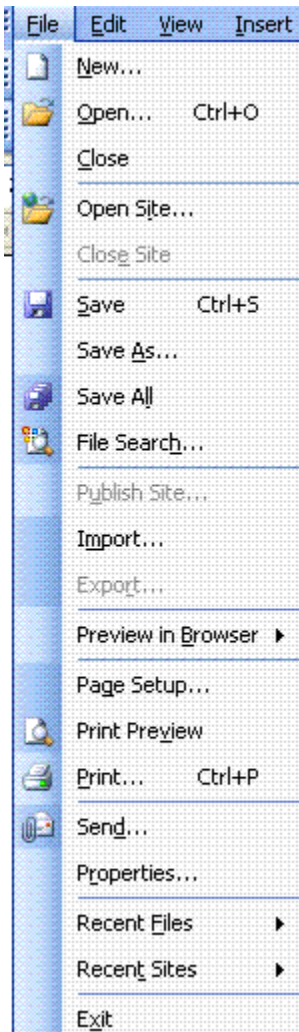 File Edit View Insert
New...
Open... Ctrl+O
Close
Open Site...
Close Site
Save Ctrl+S
Save As...
Save All
File Search...
Publish Site...
Import...
Export...
Preview in Browser
Page Setup...
Print Preview
Print... Ctrl+P
Send...
Properties...
Recent Files
Recent Sites
Exit